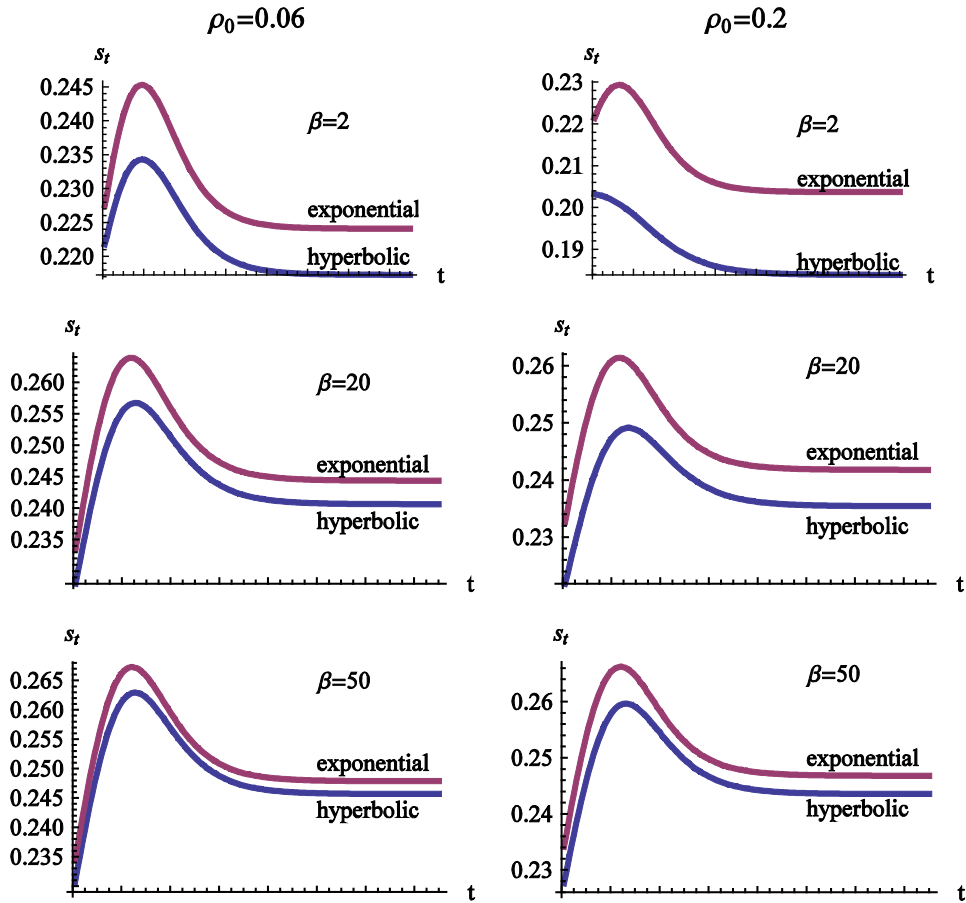 ρ₀=0.06
sₜ
0.245
0.240
0.235
0.230
0.225
0.220
β=2
exponential
hyperbolic
t
ρ₀=0.2
sₜ
0.23
0.22
0.21
0.20
0.19
β=2
exponential
hyperbolic
t
sₜ
0.260
0.255
0.250
0.245
0.240
0.235
β=20
exponential
hyperbolic
t
sₜ
0.26
0.25
0.24
0.23
β=20
exponential
hyperbolic
t
sₜ
0.265
0.260
0.255
0.250
0.245
0.240
0.235
β=50
exponential
hyperbolic
t
sₜ
0.26
0.25
0.24
0.23
β=50
exponential
hyperbolic
t